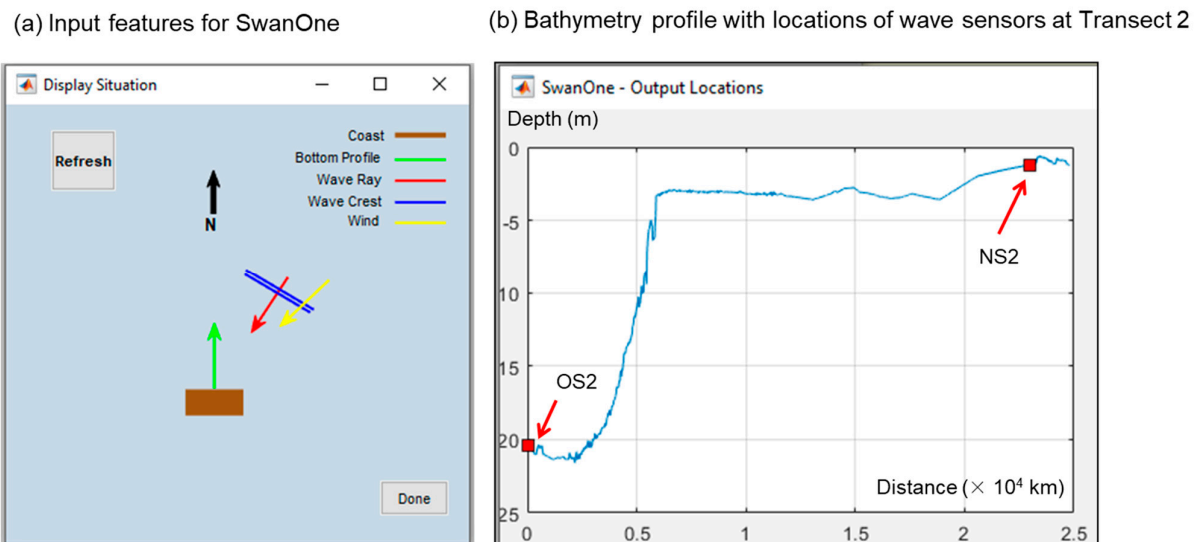 (a) Input features for SwanOne
Display Situation
Refresh
N
Coast
Bottom Profile
Wave Ray
Wave Crest
Wind
Done
(b) Bathymetry profile with locations of wave sensors at Transect 2
SwanOne - Output Locations
Depth (m)
0
-5
10
15
20
25
OS2
NS2
Distance (× 10⁴ km)
0 0.5 1 1.5 2 2.5